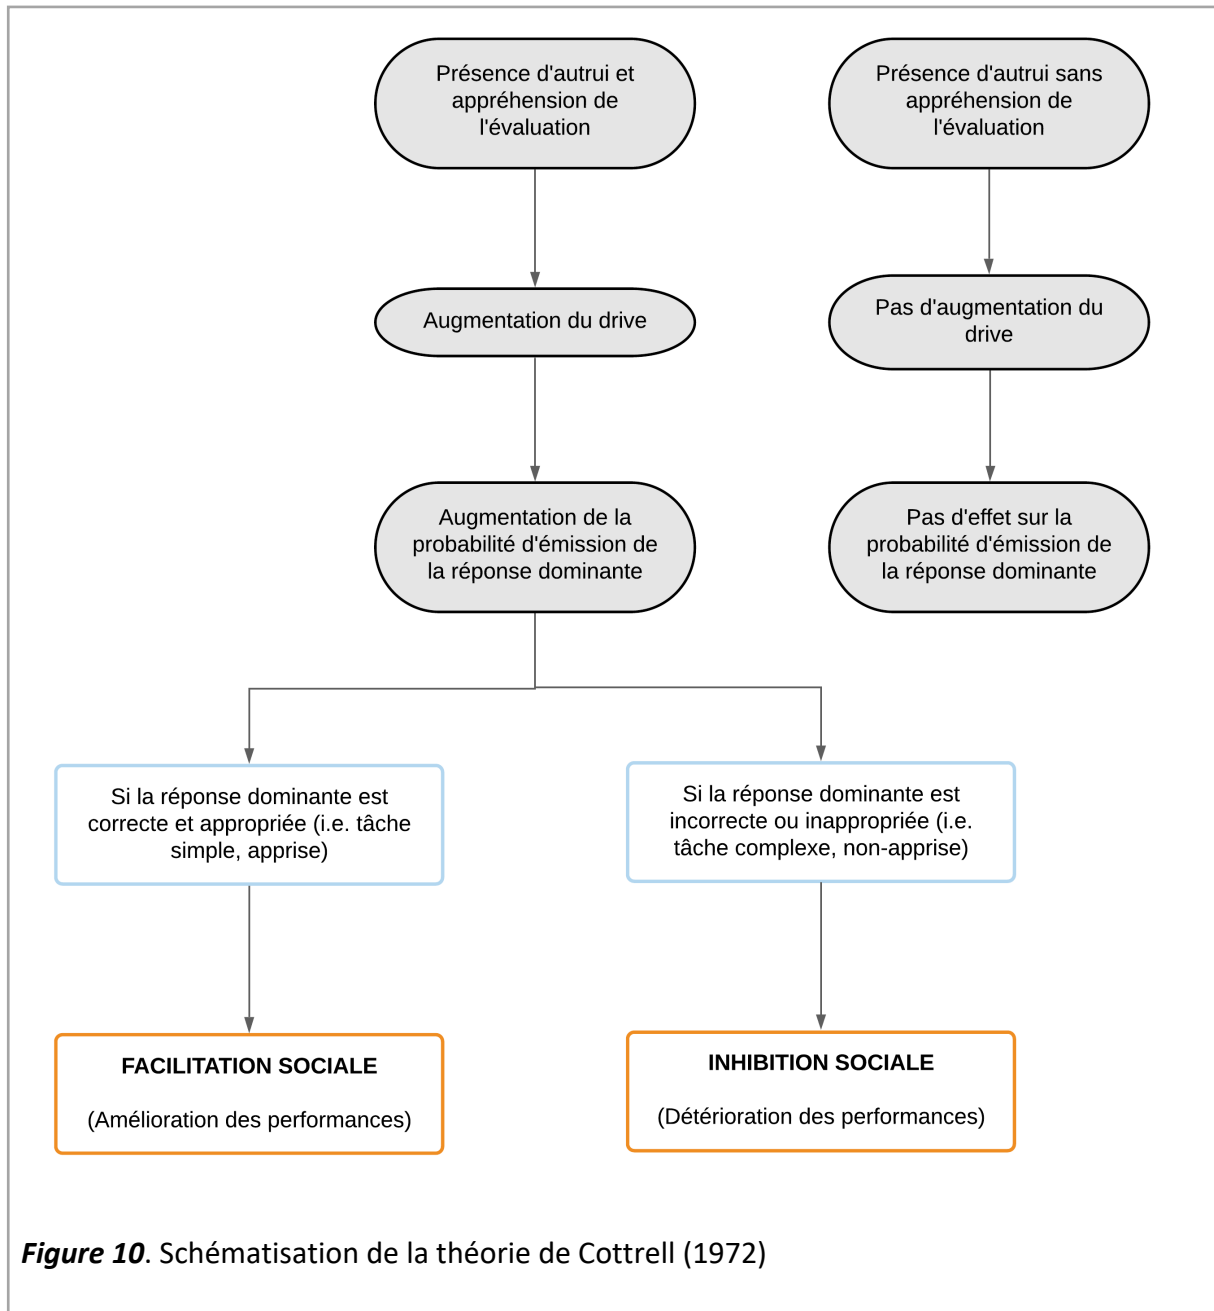 Présence d'autrui et
appréhension de
l'évaluation
Présence d'autrui sans
appréhension de
l'évaluation
Augmentation du drive
Pas d'augmentation du
drive
Augmentation de la
probabilité d'émission de
la réponse dominante
Pas d'effet sur la
probabilité d'émission de
la réponse dominante
Si la réponse dominante est
correcte et appropriée (i.e. tâche
simple, apprise)
Si la réponse dominante est
incorrecte ou inappropriée (i.e.
tâche complexe, non-apprise)
FACILITATION SOCIALE
(Amélioration des performances)
INHIBITION SOCIALE
(Détérioration des performances)
Figure 10. Schématisation de la théorie de Cottrell (1972)